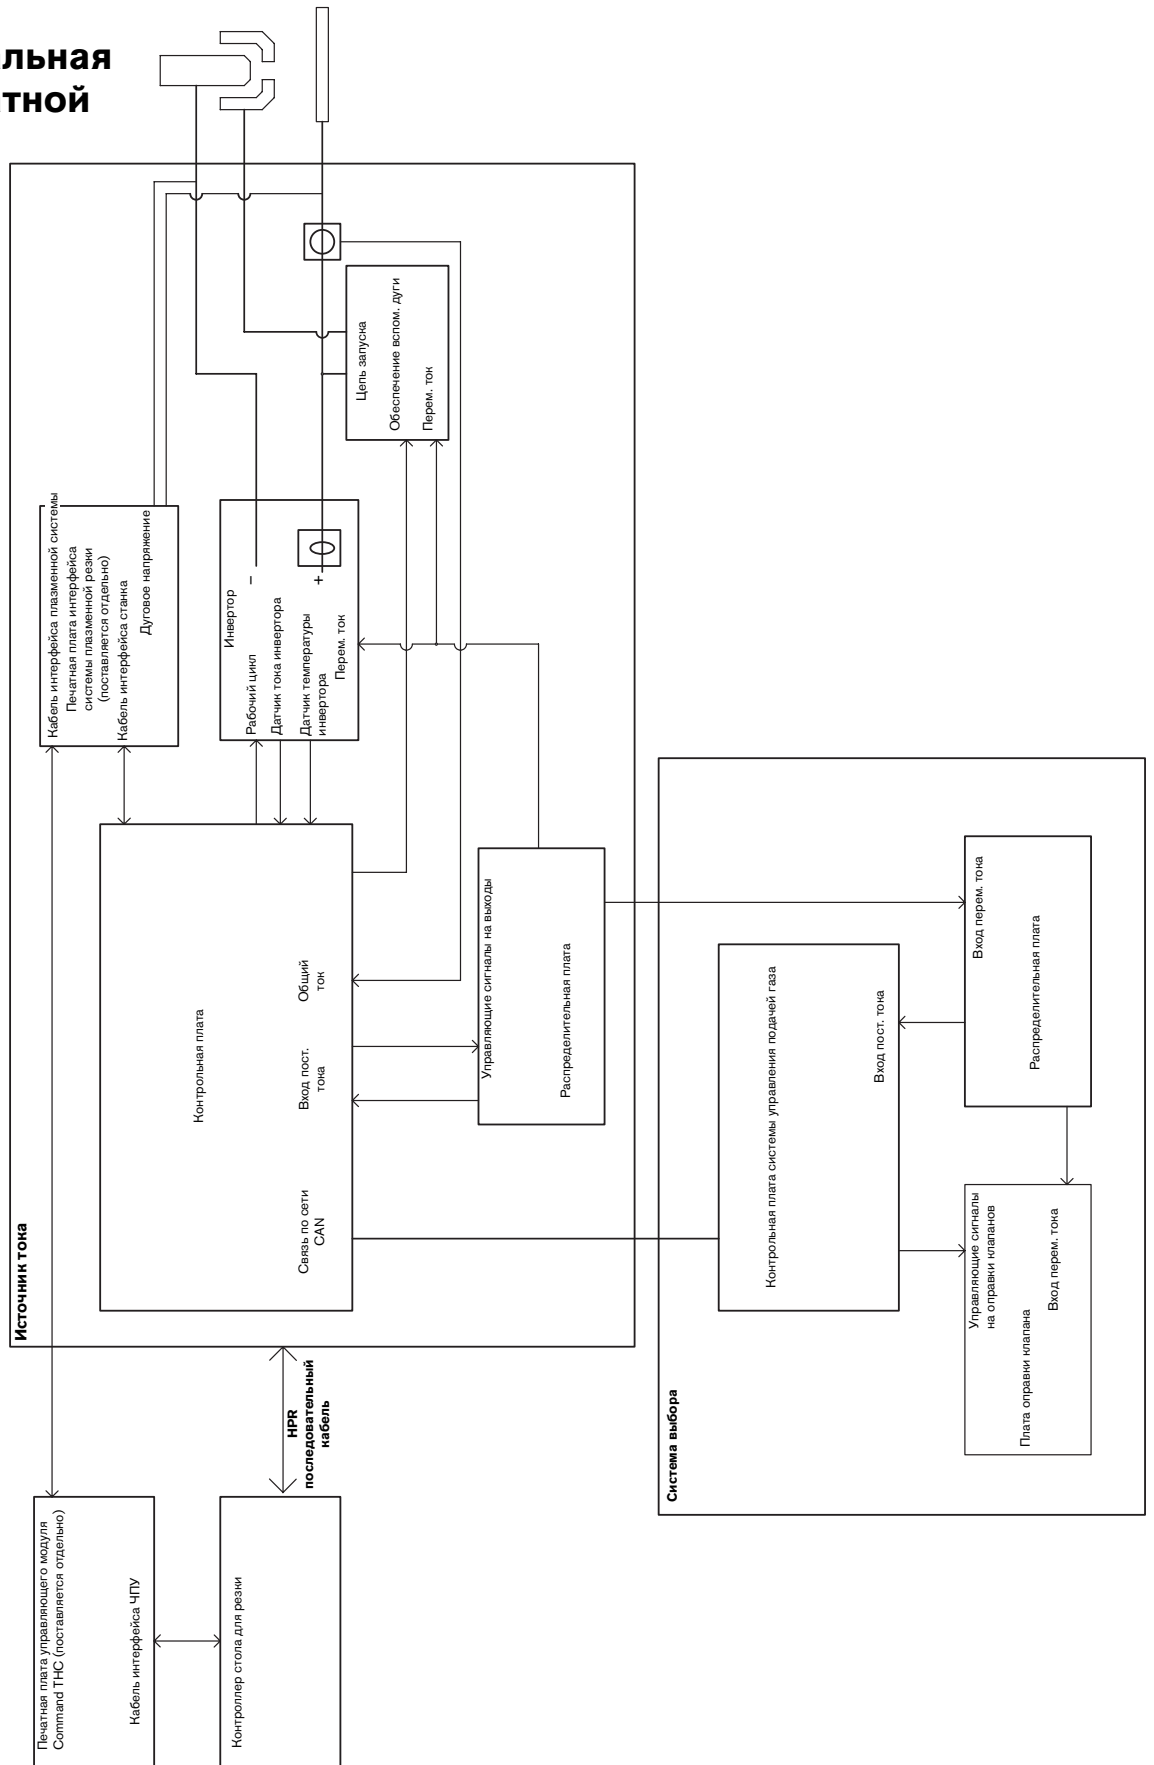 льная
тной
Источник тока
Кабель интерфейса плазменной системы
Печатная плата интерфейса
системы плазменной резки
(поставляется отдельно)
Кабель интерфейса станка
Дуговое напряжение
Инвертор
Рабочий цикл
–
Датчик тока инвертора
Датчик температуры
инвертора
+
Перем. ток
Цепь запуска
Обеспечение вспом. дуги
Перем. ток
Контрольная плата
Общий
ток
Вход пост.
тока
Связь по сети
CAN
Управляющие сигналы на выходы
Распределительная плата
HPR
последовательный
кабель
Печатная плата управляющего модуля
Command THC (поставляется отдельно)
Кабель интерфейса ЧПУ
Контроллер стола для резки
Система выбора
Контрольная плата системы управления подачей газа
Вход пост. тока
Вход перем. тока
Распределительная плата
Управляющие сигналы
на оправки клапанов
Плата оправки клапана
Вход перем. тока